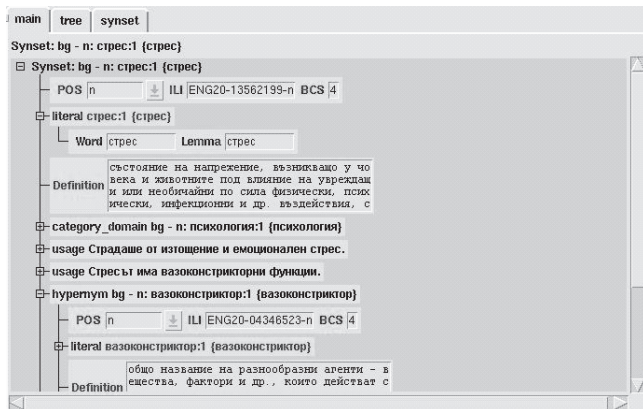 main tree synset
Synset: bg - n: стрес:1 {стрес}
Synset: bg - n: стрес:1 {стрес}
POS n ILI ENG20-13562199-n BCS 4
literal стрес:1 {стрес}
Word стрес Lemma стрес
Definition
състояние на напрежение, възникващо у чо
века и животните под влияние на увреждащ
и или необичайни по сила физически, псих
ически, инфекционни и др. въздействия, с
category_domain bg - n: психология:1 {психология}
usage Страдаше от изтощение и емоционален стрес.
usage Стресът има вазоконстрикторни функции.
hypernym bg - n: вазоконстриктор:1 {вазоконстриктор}
POS n ILI ENG20-04346523-n BCS 4
literal вазоконстриктор:1 {вазоконстриктор}
Definition
общо название на разнообразни агенти - в
ещества, фактори и др., които действат с